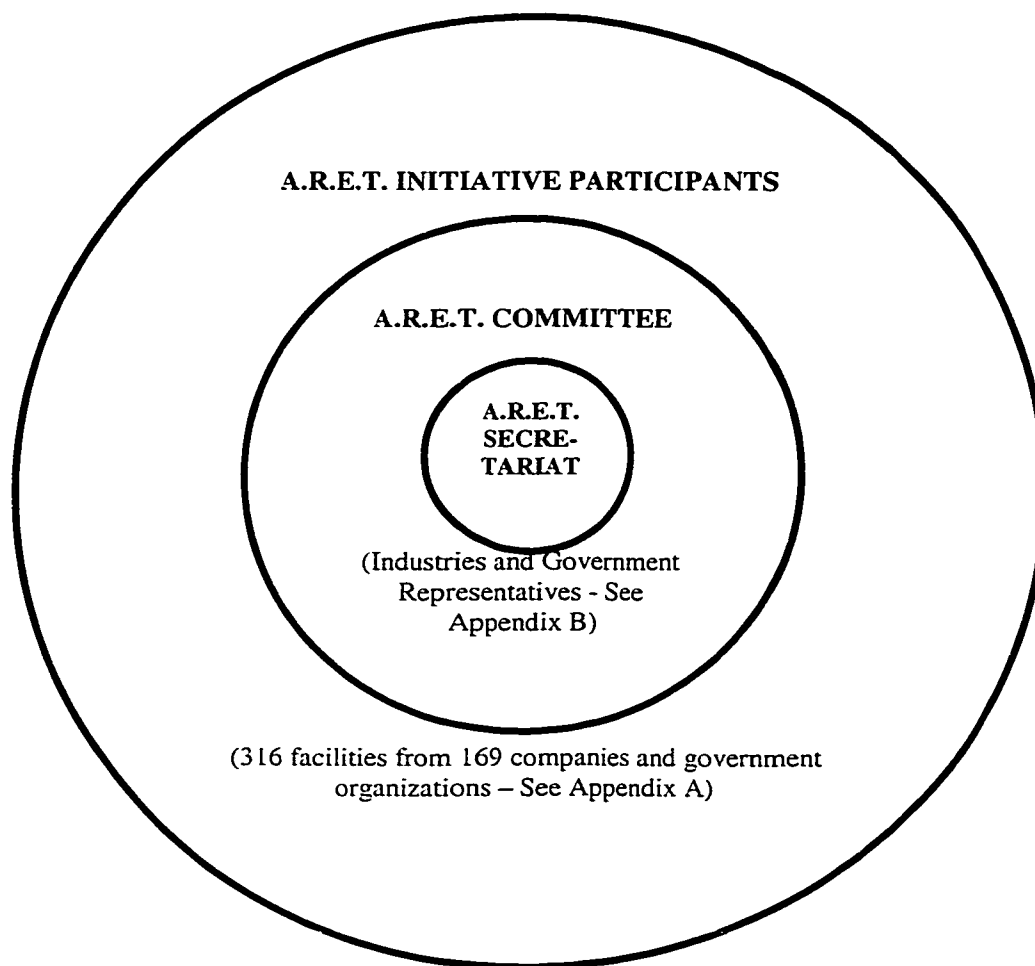 A.R.E.T. INITIATIVE PARTICIPANTS
A.R.E.T. COMMITTEE
A.R.E.T.
SECRE-
TARIAT
(Industries and Government
Representatives - See
Appendix B)
(316 facilities from 169 companies and government
organizations – See Appendix A)